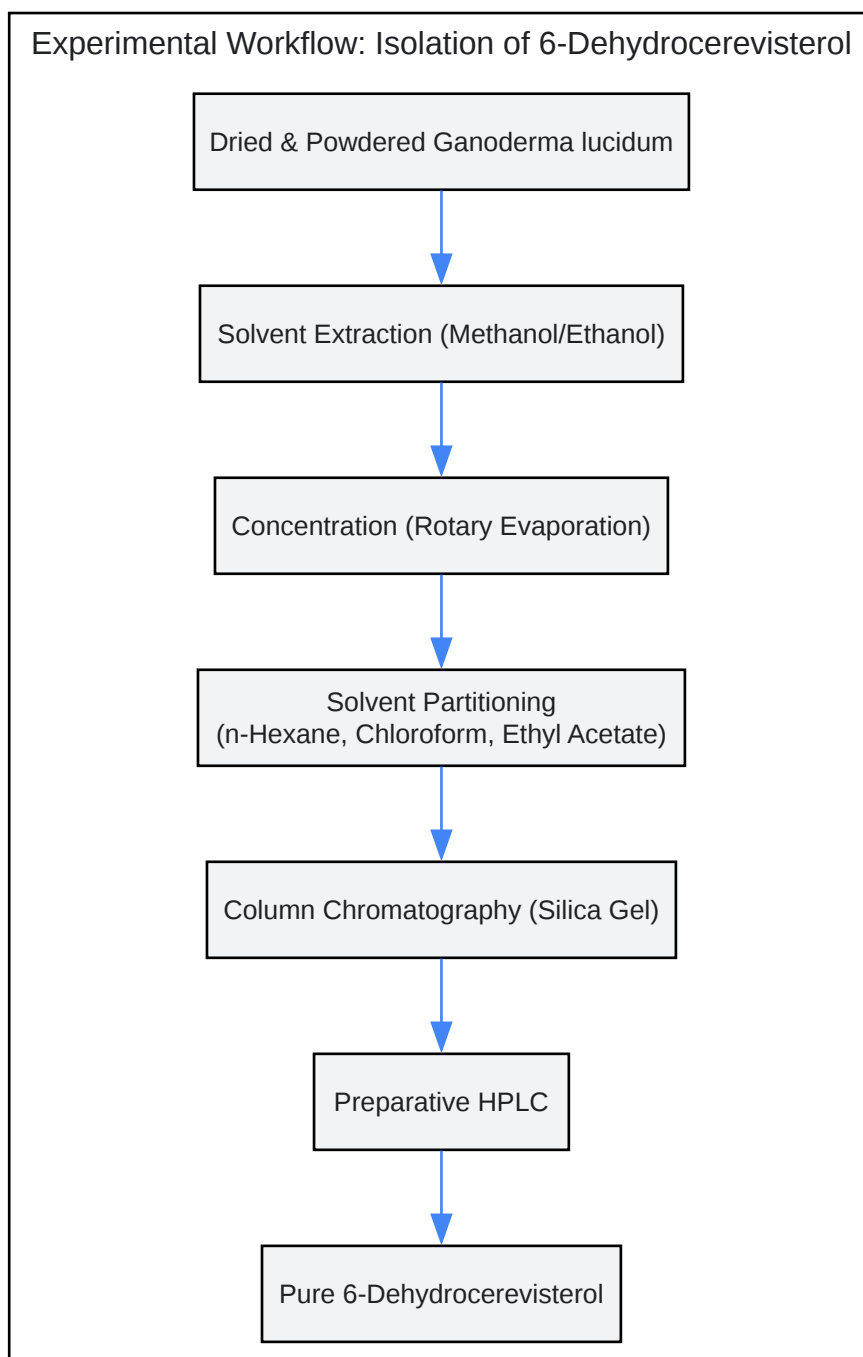 Experimental Workflow: Isolation of 6-Dehydrocerevisterol
Dried & Powdered Ganoderma lucidum
Solvent Extraction (Methanol/Ethanol)
Concentration (Rotary Evaporation)
Solvent Partitioning
(n-Hexane, Chloroform, Ethyl Acetate)
Column Chromatography (Silica Gel)
Preparative HPLC
Pure 6-Dehydrocerevisterol